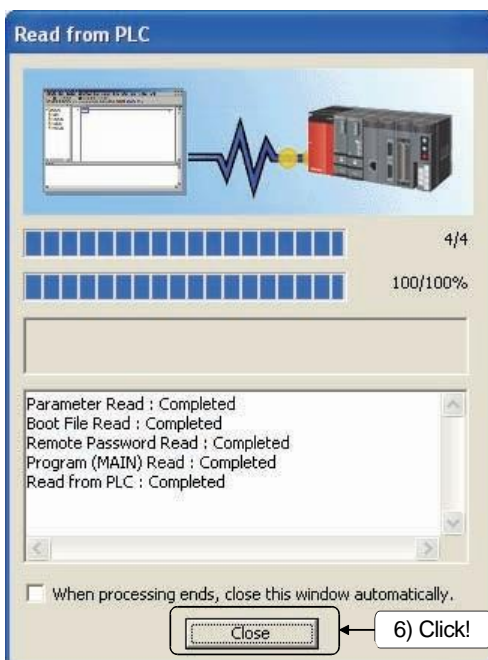 Read from PLC
4/4
100/100%
Parameter Read : Completed
Boot File Read : Completed
Remote Password Read : Completed
Program (MAIN) Read : Completed
Read from PLC : Completed
When processing ends, close this window automatically.
Close
6) Click!